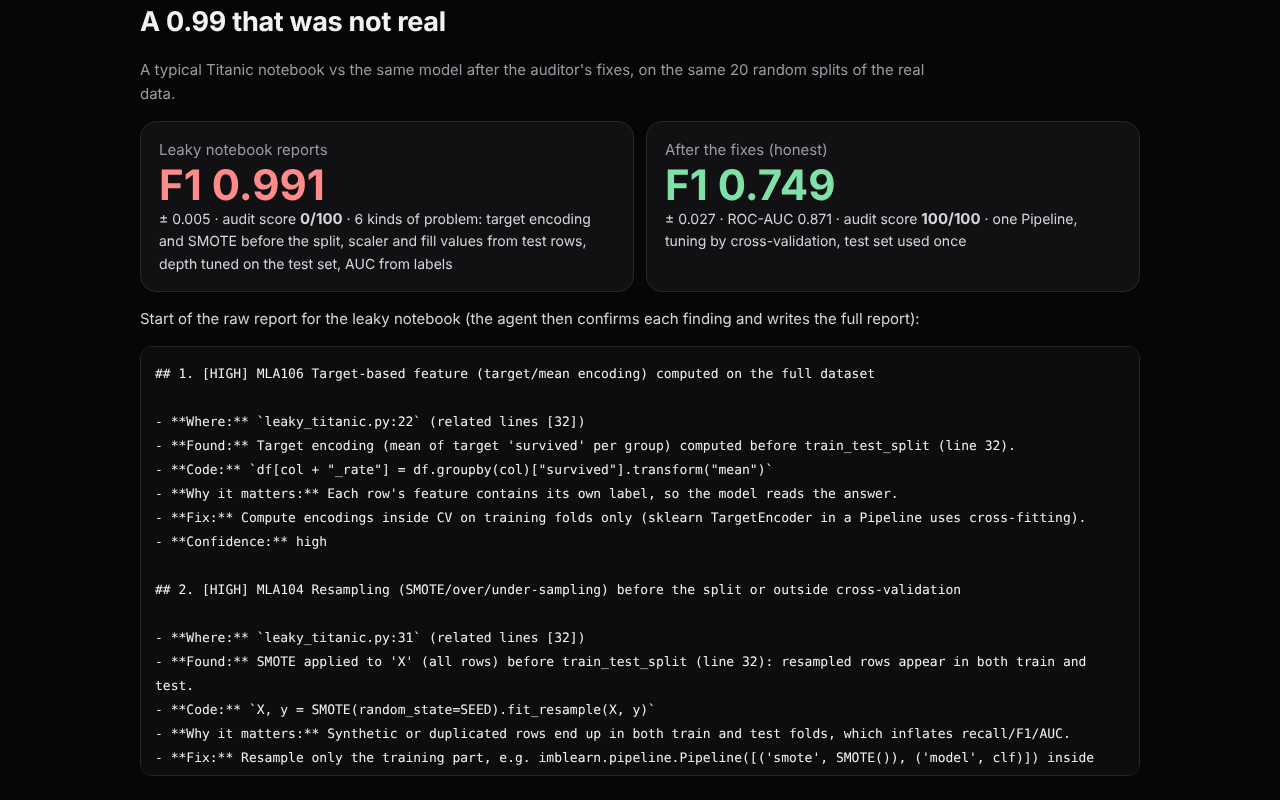 A 0.99 that was not real
A typical Titanic notebook vs the same model after the auditor's fixes, on the same 20 random splits of the real
data.
Leaky notebook reports
F1 0.991
± 0.005 · audit score 0/100 · 6 kinds of problem: target encoding
and SMOTE before the split, scaler and fill values from test rows,
depth tuned on the test set, AUC from labels
After the fixes (honest)
F1 0.749
± 0.027 · ROC-AUC 0.871 · audit score 100/100 · one Pipeline,
tuning by cross-validation, test set used once
Start of the raw report for the leaky notebook (the agent then confirms each finding and writes the full report):
## 1. [HIGH] MLA106 Target-based feature (target/mean encoding) computed on the full dataset
- **Where:** `leaky_titanic.py:22` (related lines [32])
- **Found:** Target encoding (mean of target 'survived' per group) computed before train_test_split (line 32).
- **Code:** `df[col + "_rate"] = df.groupby(col)["survived"].transform("mean")`
- **Why it matters:** Each row's feature contains its own label, so the model reads the answer.
- **Fix:** Compute encodings inside CV on training folds only (sklearn TargetEncoder in a Pipeline uses cross-fitting).
- **Confidence:** high
## 2. [HIGH] MLA104 Resampling (SMOTE/over/under-sampling) before the split or outside cross-validation
- **Where:** `leaky_titanic.py:31` (related lines [32])
- **Found:** SMOTE applied to 'X' (all rows) before train_test_split (line 32): resampled rows appear in both train and
test.
- **Code:** `X, y = SMOTE(random_state=SEED).fit_resample(X, y)`
- **Why it matters:** Synthetic or duplicated rows end up in both train and test folds, which inflates recall/F1/AUC.
- **Fix:** Resample only the training part, e.g. imblearn.pipeline.Pipeline([('smote', SMOTE()), ('model', clf)]) inside